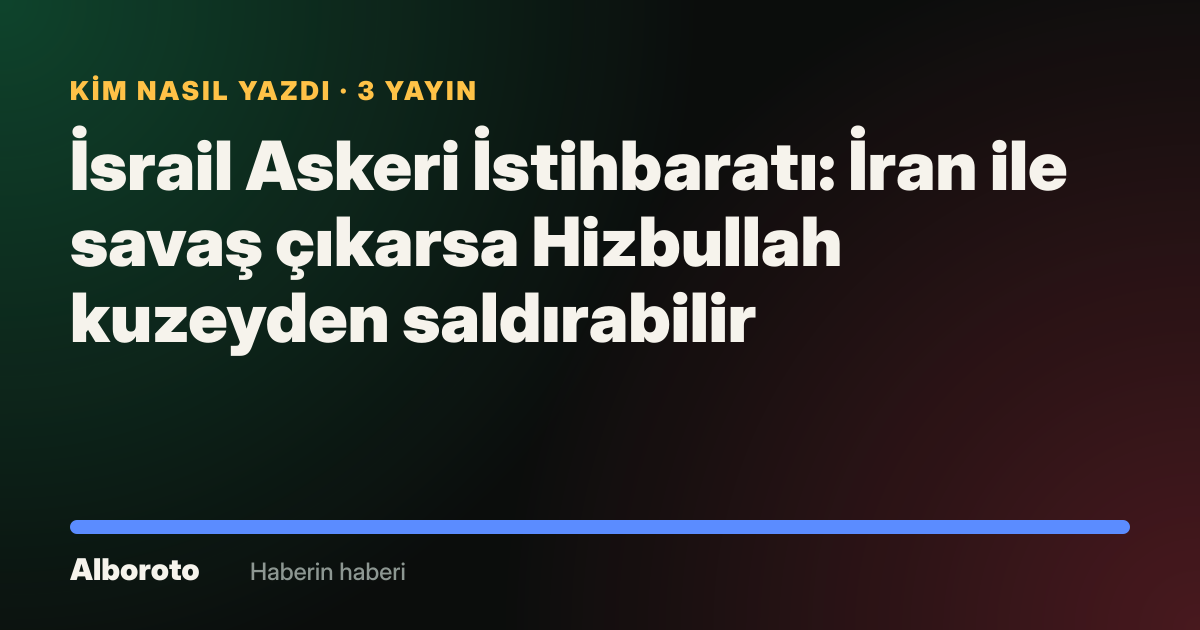 KİM NASIL YAZDI · 3 YAYIN
İsrail Askeri İstihbaratı: İran ile
savaş çıkarsa Hizbullah
kuzeyden saldırabilir
Alboroto
Haberin haberi